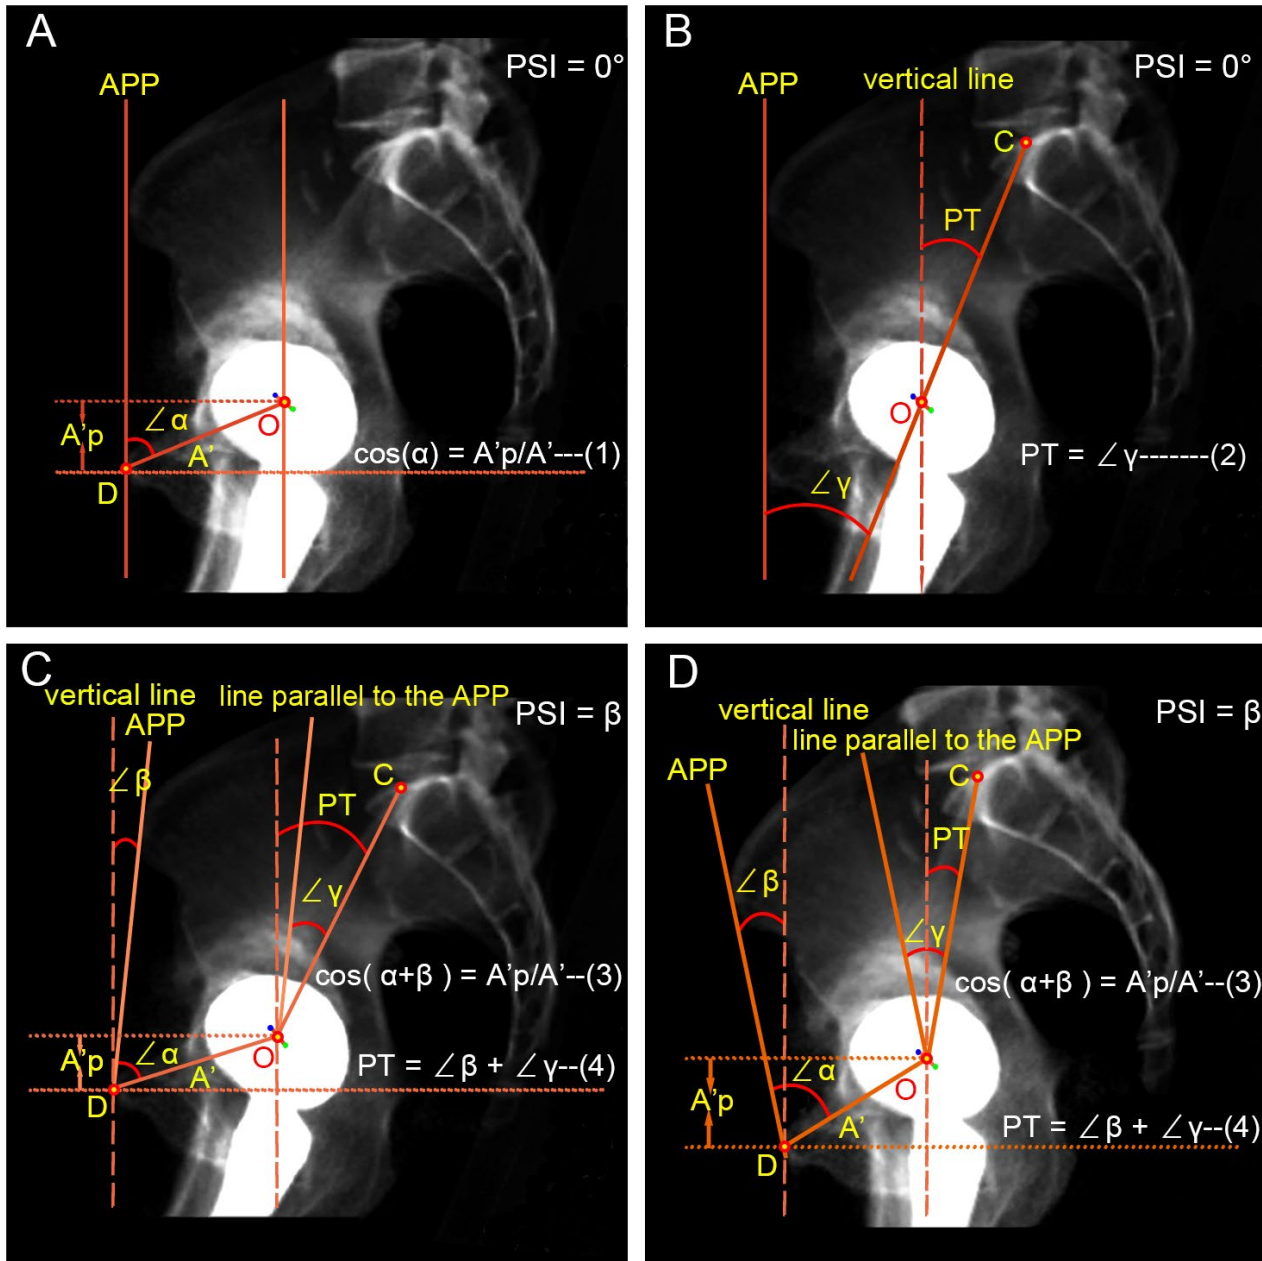 A
APP
PSI = 0°
∠α
A'p
A'
O
cos(α) = A'p/A'---(1)
D
B
APP
vertical line
PSI = 0°
C
PT
O
PT = ∠γ-------(2)
∠γ
C
vertical line
line parallel to the APP
APP
PSI = β
∠β
C
PT
∠γ
cos( α+β ) = A'p/A'--(3)
A'p
∠α
A'
O
PT = ∠β + ∠γ--(4)
D
D
vertical line
PSI = β
line parallel to the APP
APP
C
PT
∠β
∠γ
cos( α+β ) = A'p/A'--(3)
∠α
A'p
O
A'
PT = ∠β + ∠γ--(4)
D